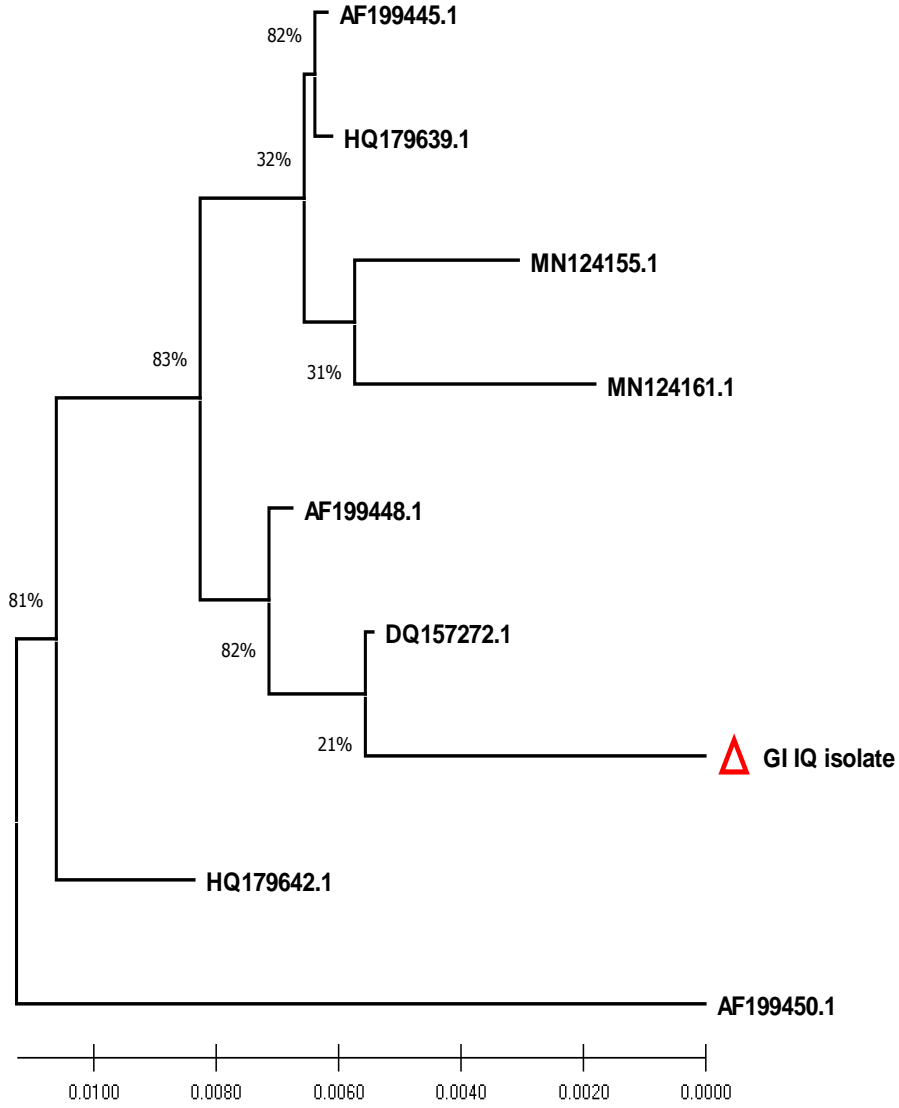 AF199445.1
82%
HQ179639.1
32%
MN124155.1
83%
31%
MN124161.1
AF199448.1
81%
DQ157272.1
82%
21%
GI IQ isolate
HQ179642.1
AF199450.1
0.0100 0.0080 0.0060 0.0040 0.0020 0.0000